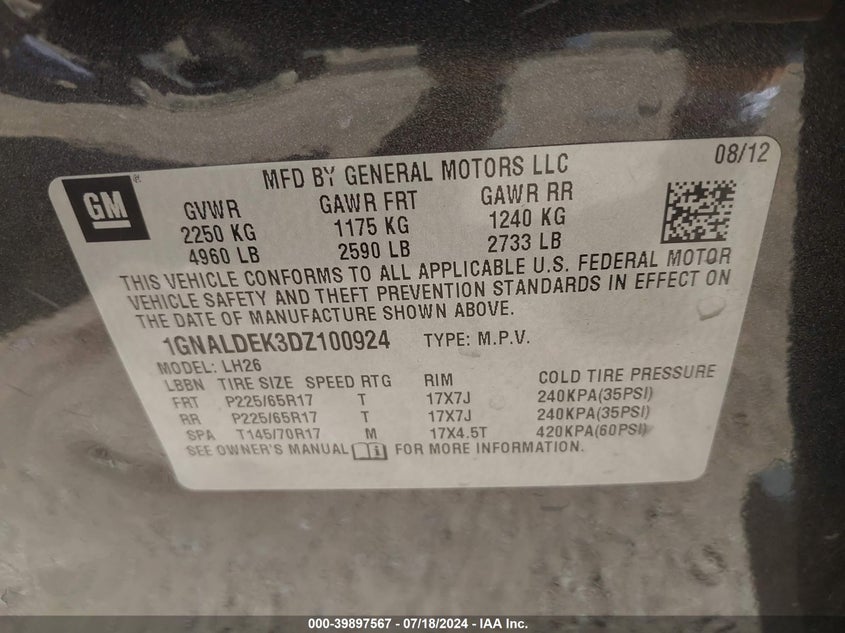 GM
MFD BY GENERAL MOTORS LLC 08/12
GVWR GAWR FRT GAWR RR
2250 KG 1175 KG 1240 KG
4960 LB 2590 LB 2733 LB
THIS VEHICLE CONFORMS TO ALL APPLICABLE U.S. FEDERAL MOTOR
VEHICLE SAFETY AND THEFT PREVENTION STANDARDS IN EFFECT ON
THE DATE OF MANUFACTURE SHOWN ABOVE.
1GNALDEK3DZ100924 TYPE: M.P.V.
MODEL: LH26
LBBN TIRE SIZE SPEED RTG RIM COLD TIRE PRESSURE
FRT P225/65R17 T 17X7J 240KPA(35PSI)
RR P225/65R17 T 17X7J 240KPA(35PSI)
SPA T145/70R17 M 17X4.5T 420KPA(60PSI)
SEE OWNER'S MANUAL FOR MORE INFORMATION.
000-39897567 / 07/18/2024 - IAA Inc.